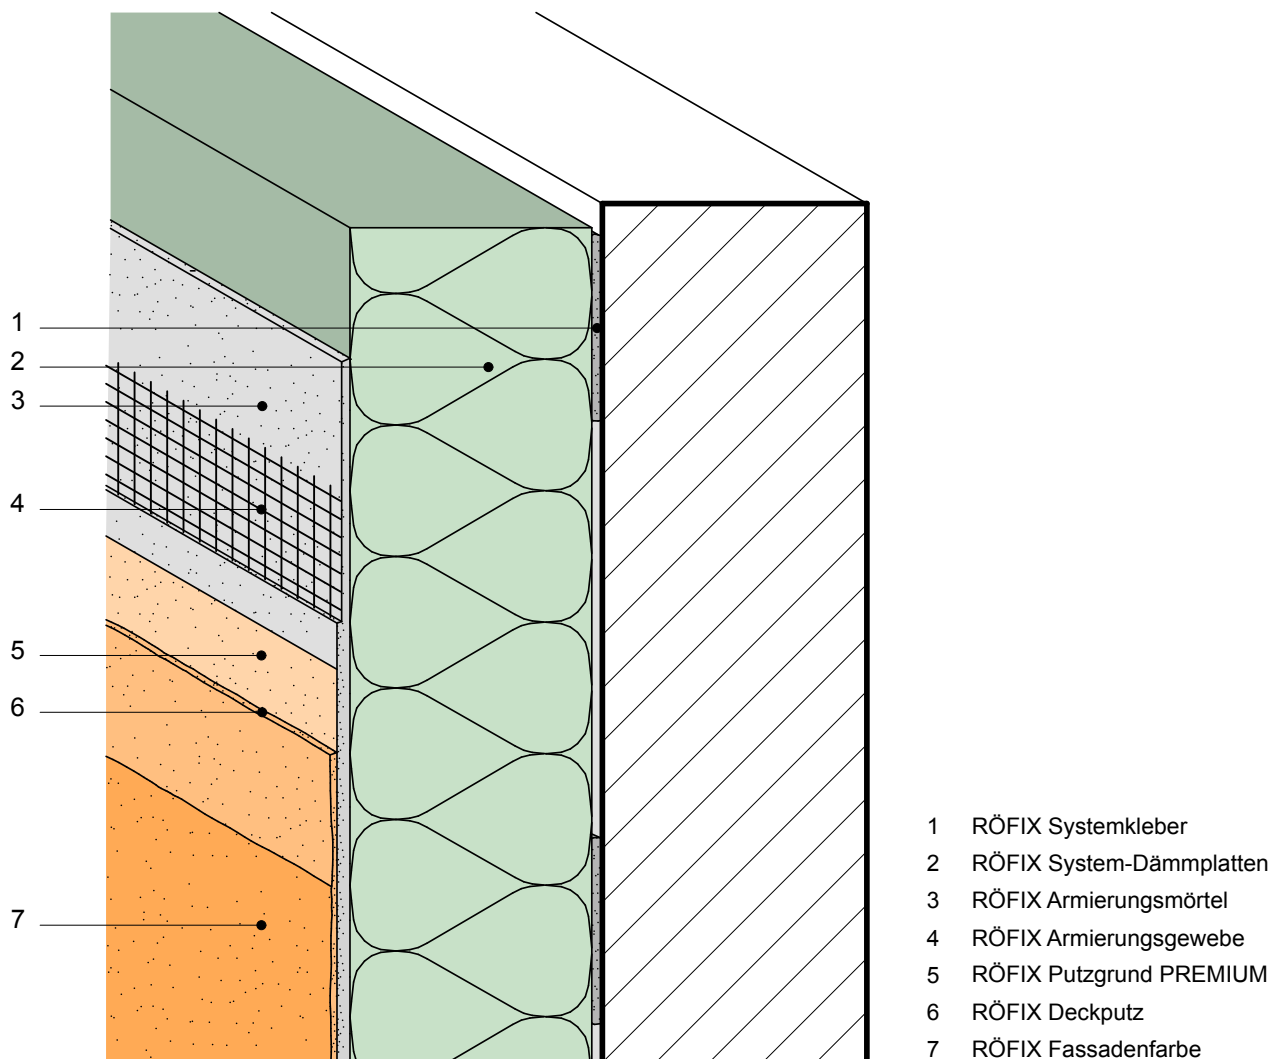 1
2
3
4
5
6
7
1 RÖFIX Systemkleber
2 RÖFIX System-Dämmplatten
3 RÖFIX Armierungsmörtel
4 RÖFIX Armierungsgewebe
5 RÖFIX Putzgrund PREMIUM
6 RÖFIX Deckputz
7 RÖFIX Fassadenfarbe